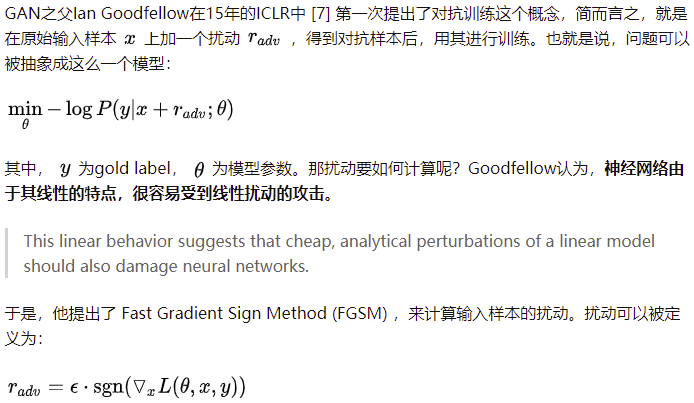 GAN之父Ian Goodfellow在15年的ICLR中 [7] 第一次提出了对抗训练这个概念，简而言之，就是
在原始输入样本 x 上加一个扰动 r_{adv} ，得到对抗样本后，用其进行训练。也就是说，问题可以
被抽象成这么一个模型：
\min_{\theta} -\log P(y|x + r_{adv}; \theta)
其中， y 为gold label， θ 为模型参数。那扰动要如何计算呢？Goodfellow认为，神经网络由
于其线性的特点，很容易受到线性扰动的攻击。
This linear behavior suggests that cheap, analytical perturbations of a linear model
should also damage neural networks.
于是，他提出了 Fast Gradient Sign Method (FGSM) ，来计算输入样本的扰动。扰动可以被定
义为：
r_{adv} = \epsilon \cdot \text{sgn}(\triangledown_x L(\theta, x, y))